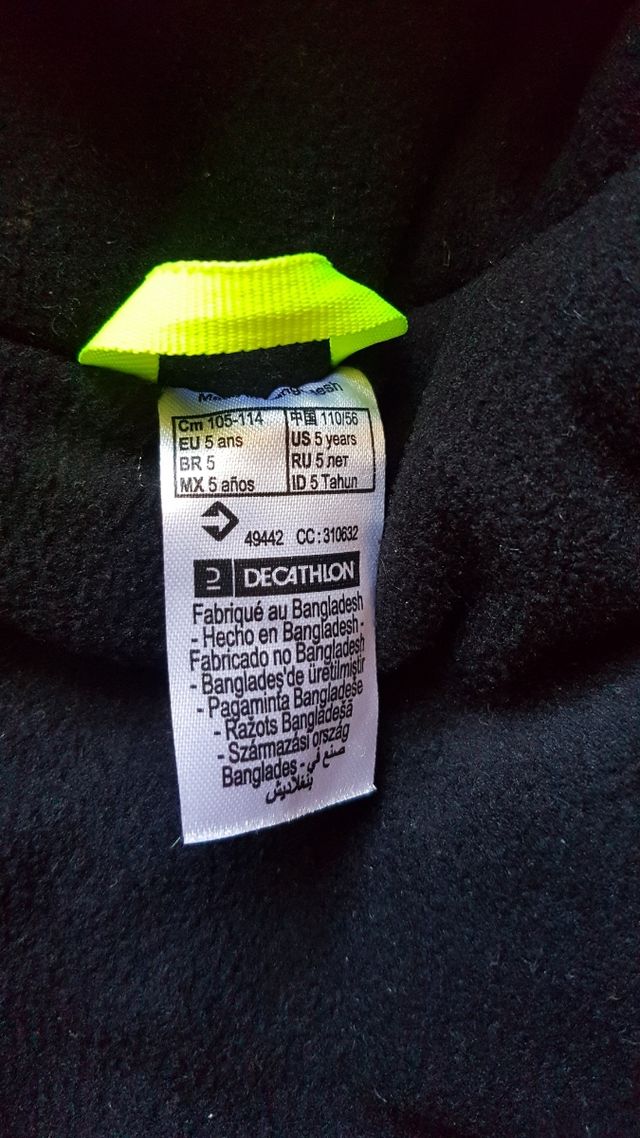 Cm 105-114 中国 110/56
EU 5 ans US 5 years
BR 5 RU 5 лет
MX 5 años ID 5 Tahun
49442 CC : 310632
DECATHLON
Fabriqué au Bangladesh
- Hecho en Bangladesh -
Fabricado no Bangladesh
- Bangladeş'de üretilmiştir
- Pagaminta Bangladeše
- Ražots Bangladešā
- Származási ország
Bangladeş - صنع في
بنغلاديش